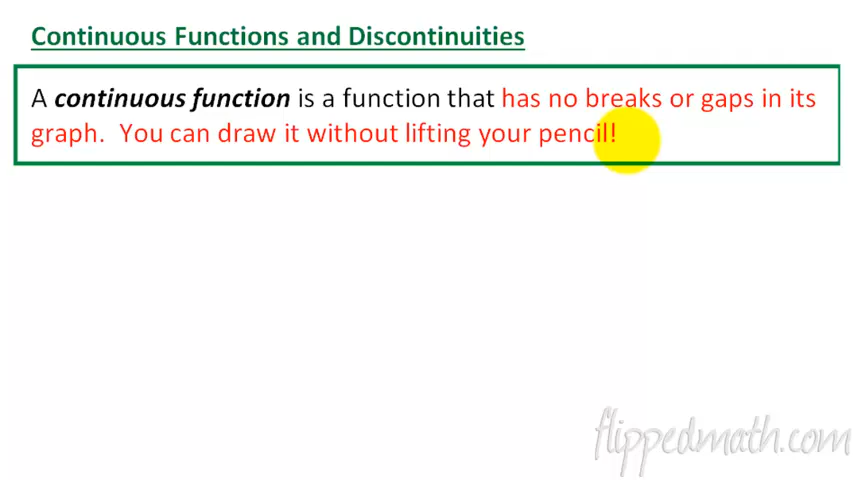 Continuous Functions and Discontinuities
A continuous function is a function that has no breaks or gaps in its
graph. You can draw it without lifting your pencil!
flippedmath.com